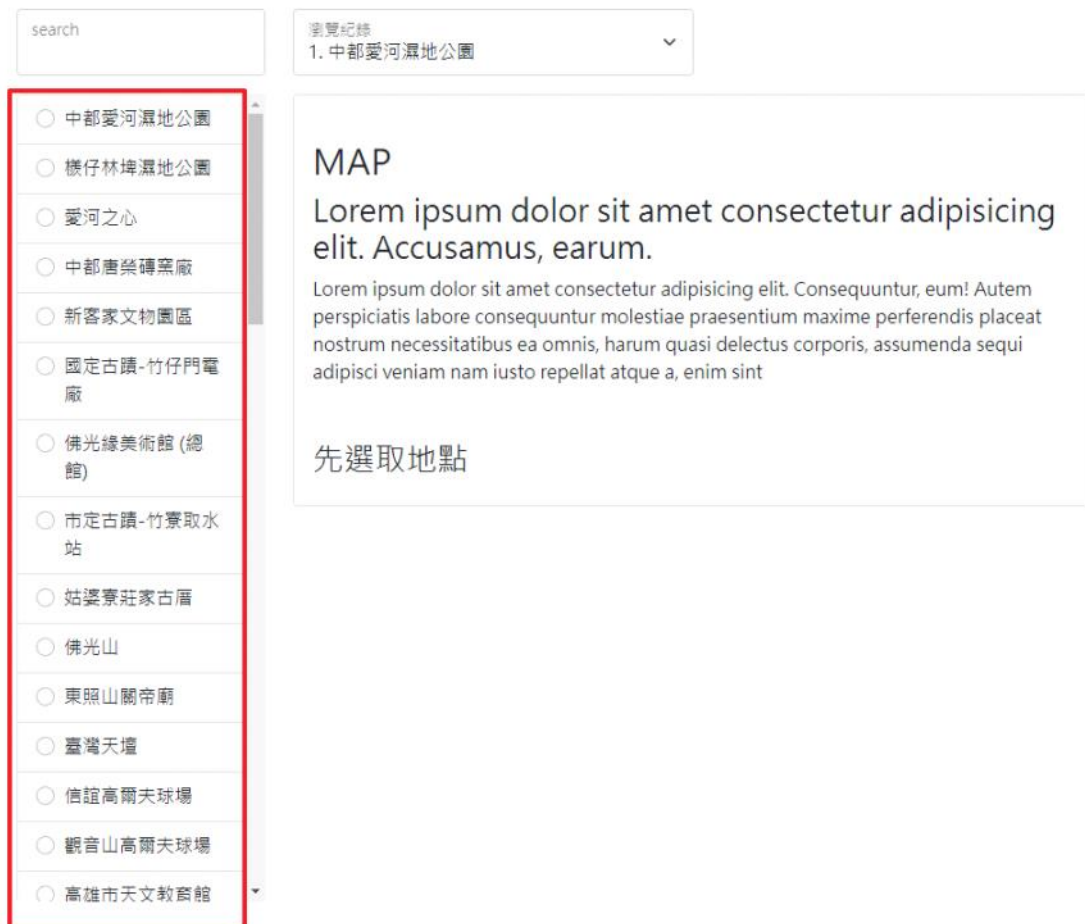 search
瀏覽紀錄
1. 中都愛河濕地公園
中都愛河濕地公園
檨仔林埤濕地公園
愛河之心
中都唐榮磚窯廠
新客家文物園區
國定古蹟-竹仔門電
廠
佛光緣美術館 (總
館)
市定古蹟-竹寮取水
站
姑婆寮莊家古厝
佛光山
東照山關帝廟
臺灣天壇
信誼高爾夫球場
觀音山高爾夫球場
高雄市天文教育館
MAP
Lorem ipsum dolor sit amet consectetur adipisicing
elit. Accusamus, earum.
Lorem ipsum dolor sit amet consectetur adipisicing elit. Consequuntur, eum! Autem
perspiciatis labore consequuntur molestiae praesentium maxime perferendis placeat
nostrum necessitatibus ea omnis, harum quasi delectus corporis, assumenda sequi
adipisci veniam nam iusto repellat atque a, enim sint
先選取地點